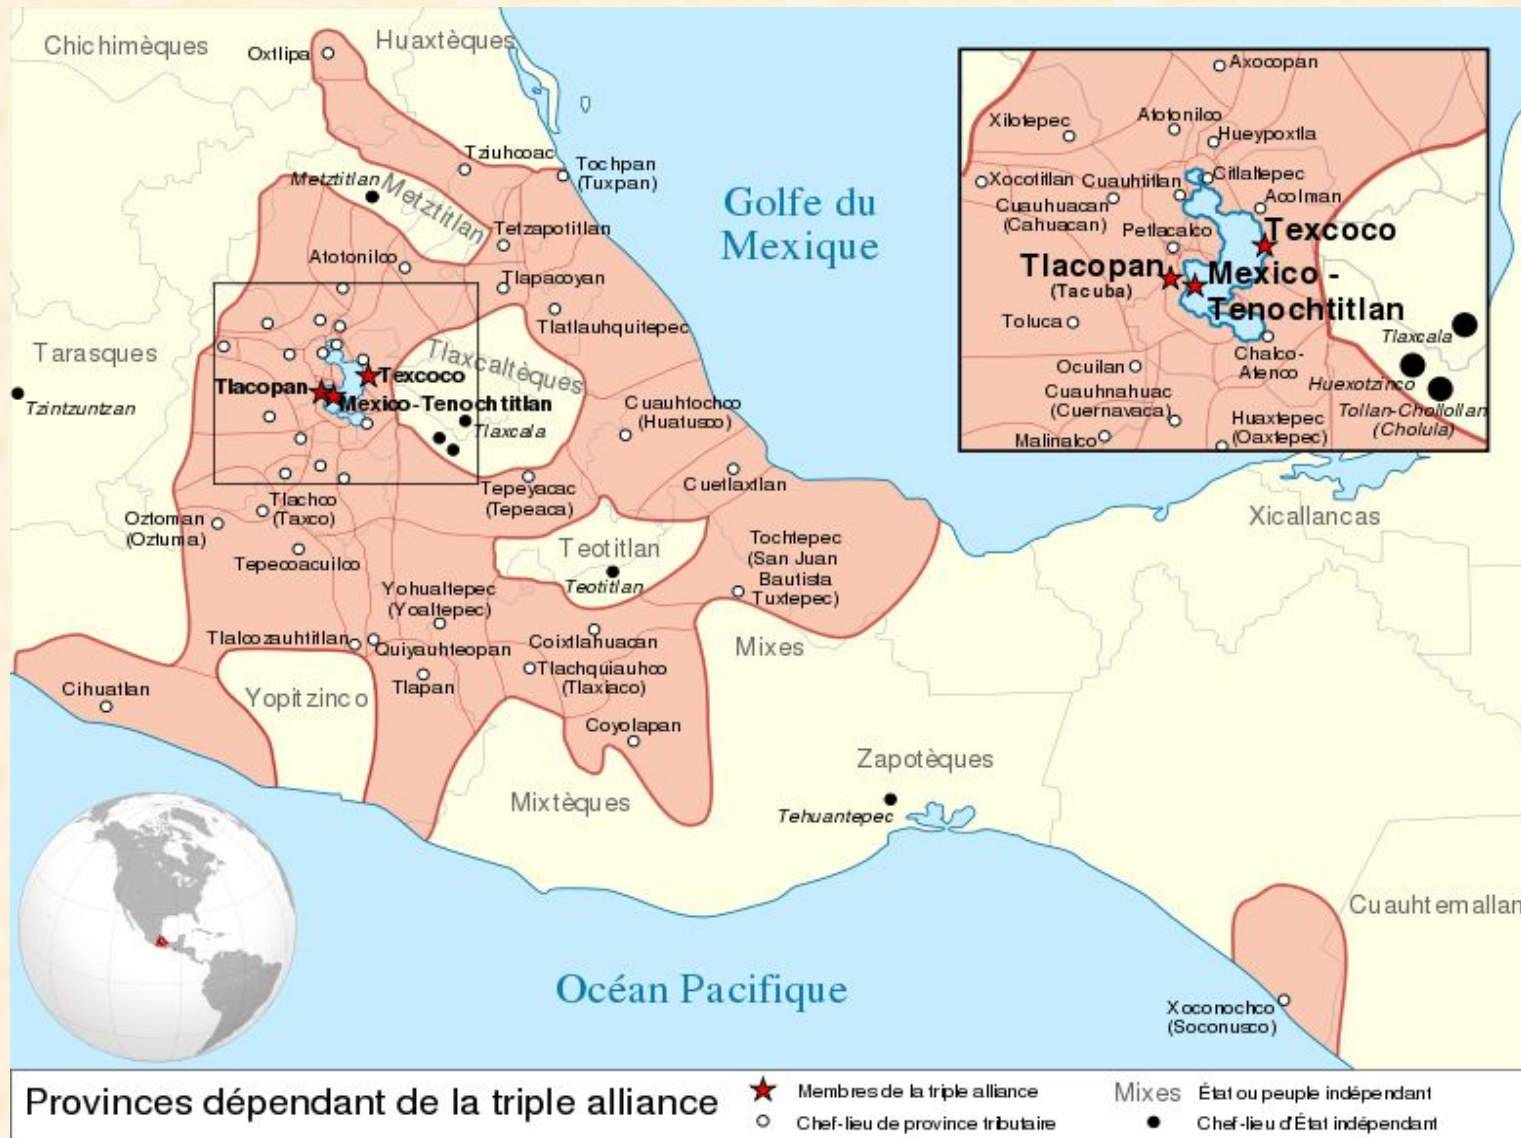 Chichimèques
Huaxtèques
Oxtlipa
Tziuhcoac
Tochpan
(Tuxpan)
Metztitlan
Metztitlan
Tetzapotitlan
Atotonilco
Tlapacoyan
Tlatlauhquitepec
Golfe du
Mexique
Tarasques
Tzintzuntzan
Tlaxcaltèques
Texcoco
Tlacopan
Mexico-Tenochtitlan
Tlaxcala
Cuauhtochco
(Huatusco)
Cuetlaxtlan
Tepeyacac
(Tepeaca)
Tlachco
(Taxco)
Oztoman
(Oztuma)
Tepecoacuilco
Teotitlan
Teotitlan
Tochtepec
(San Juan
Bautista
Tuxtepec)
Yohualtepec
(Yoaltepec)
Tlalcozauhtitlan
Quiyauhteopan
Tlapan
Coixtlahuacan
Tlachquiauhco
(Tlaxiaco)
Coyolapan
Mixes
Cihuatlan
Yopitzinco
Mixtèques
Zapotèques
Tehuantepec
Xicallancas
Cuauhtemallan
Xoconochco
(Soconusco)
Océan Pacifique
Axocopan
Xilotepec
Atotonilco
Hueypoxtla
Xocotitlan
Cuauhtitlan
Citlaltepec
Cuauhuacan
(Cahuacan)
Acolman
Petlacalco
Texcoco
Tlacopan
(Tacuba)
Mexico -
Tenochtitlan
Toluca
Chalco-
Atenco
Ocuilan
Cuauhnahuac
(Cuernavaca)
Malinalco
Huaxtepec
(Oaxtepec)
Tlaxcala
Huexotzinco
Tollan-Chollollan
(Cholula)
Provinces dépendant de la triple alliance
Membres de la triple alliance
Chef-lieu de province tributaire
Mixes
État ou peuple indépendant
Chef-lieu d'État indépendant